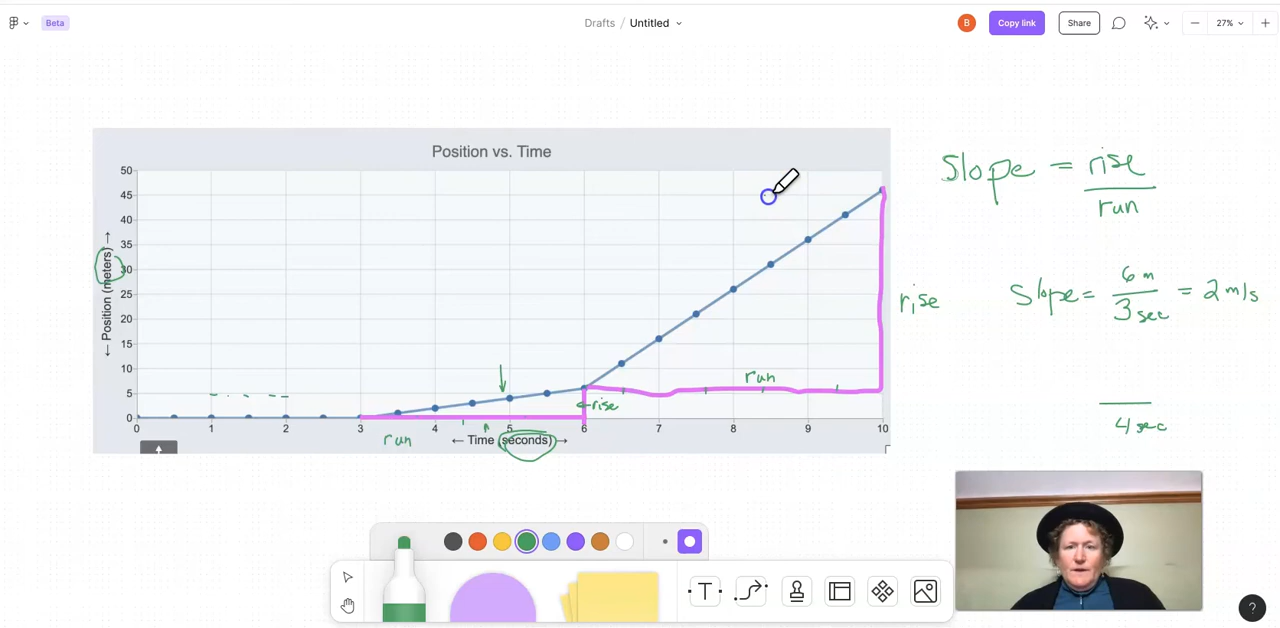 Beta
Drafts / Untitled
B
Copy link
Share
27%
Position vs. Time
50
45
40
35
30
25
20
15
10
5
0
← Position (meters) →
0 1 2 3 4 5 6 7 8 9 10
← Time (seconds) →
run
rise
run
rise
Slope = rise
run
Slope = 6 m
3 sec
= 2 m/s
4 sec
T
?